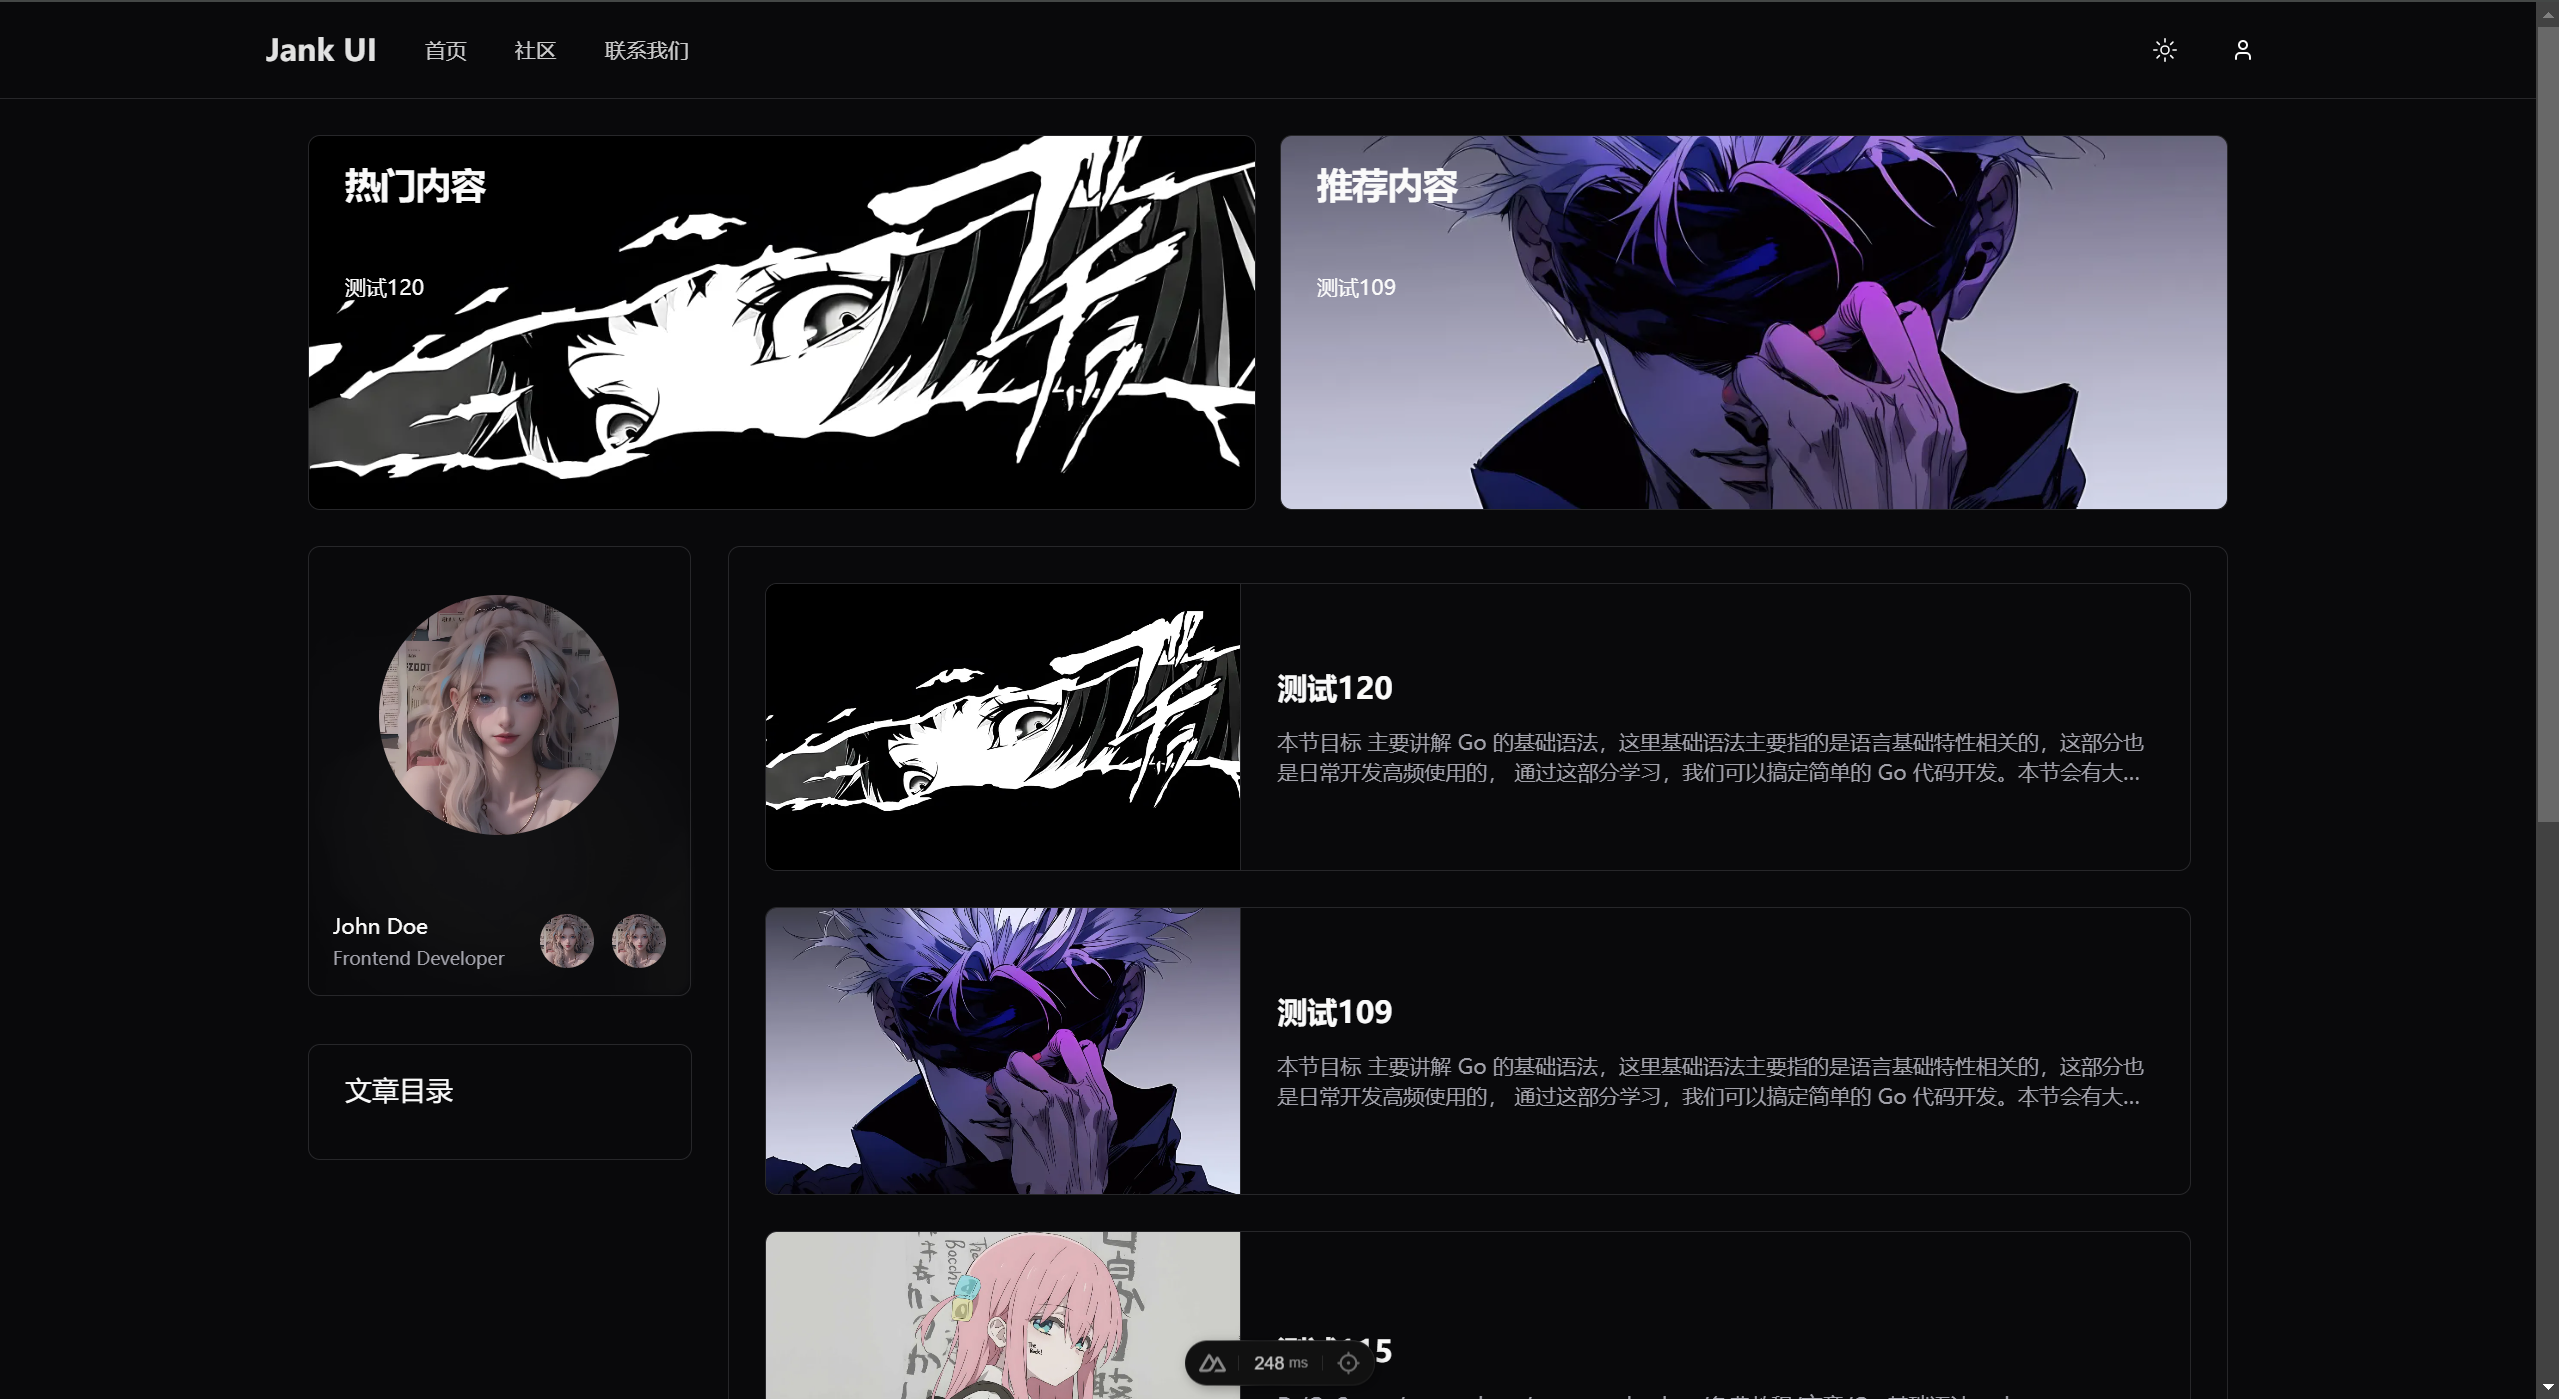 Jank UI
首页
社区
联系我们
热门内容
测试120
推荐内容
测试109
John Doe
Frontend Developer
文章目录
测试120
本节目标 主要讲解 Go 的基础语法，这里基础语法主要指的是语言基础特性相关的，这部分也
是日常开发高频使用的， 通过这部分学习，我们可以搞定简单的 Go 代码开发。本节会有大...
测试109
本节目标 主要讲解 Go 的基础语法，这里基础语法主要指的是语言基础特性相关的，这部分也
是日常开发高频使用的， 通过这部分学习，我们可以搞定简单的 Go 代码开发。本节会有大...
248 ms